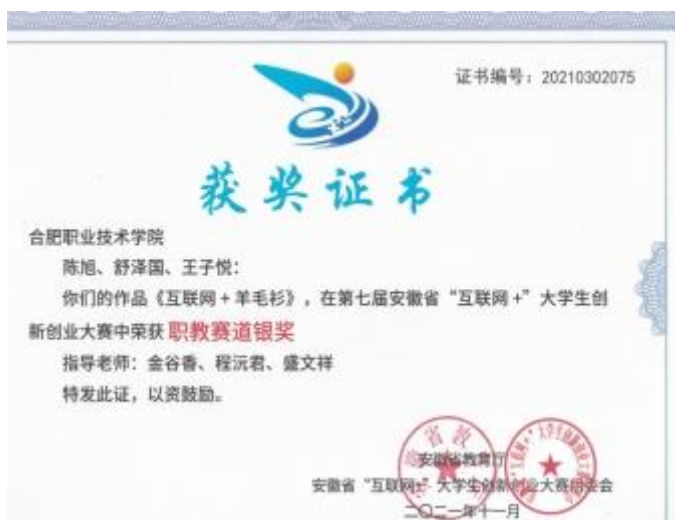 证书编号：20210302075
获奖证书
合肥职业技术学院
陈旭、舒泽国、王子悦：
你们的作品《互联网+羊毛衫》，在第七届安徽省“互联网+”大学生创
新创业大赛中荣获 职教赛道银奖
指导老师：金谷香、程沅君、盛文祥
特发此证，以资鼓励。
安徽省教育厅
安徽省“互联网+”大学生创新创业大赛组委会
二〇二一年十一月